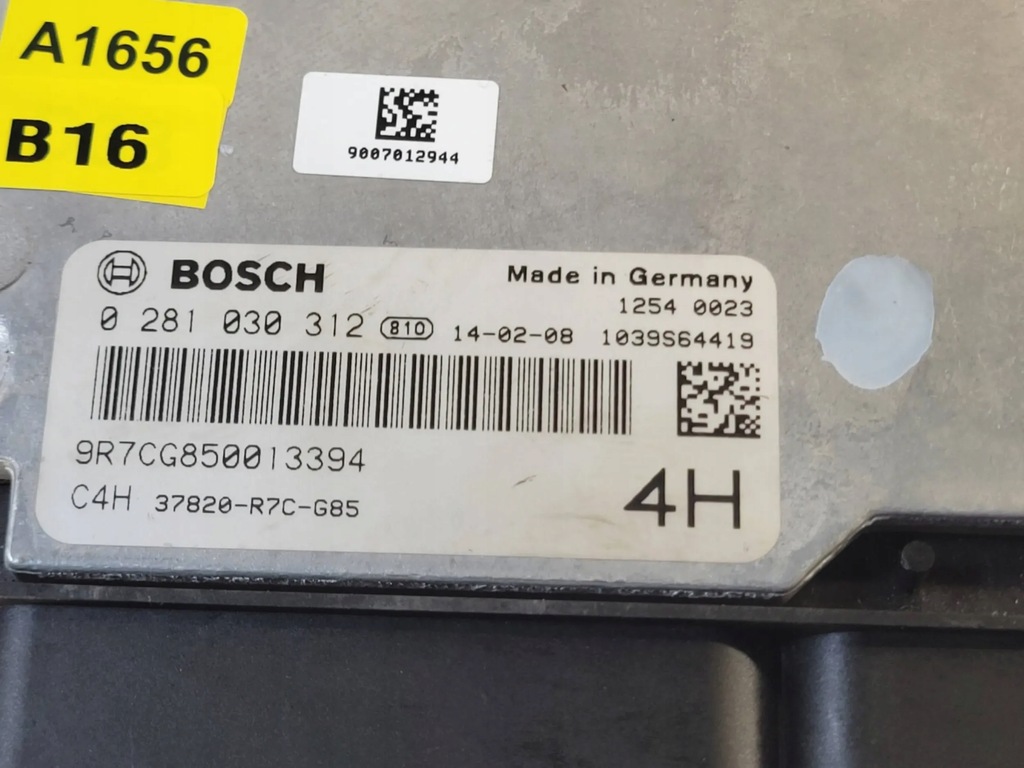 A1656
B16
9007012944
BOSCH
Made in Germany
1254 0023
0 281 030 312 810 14-02-08 1039S64419
9R7CG850013394
C4H 37820-R7C-G85
4H